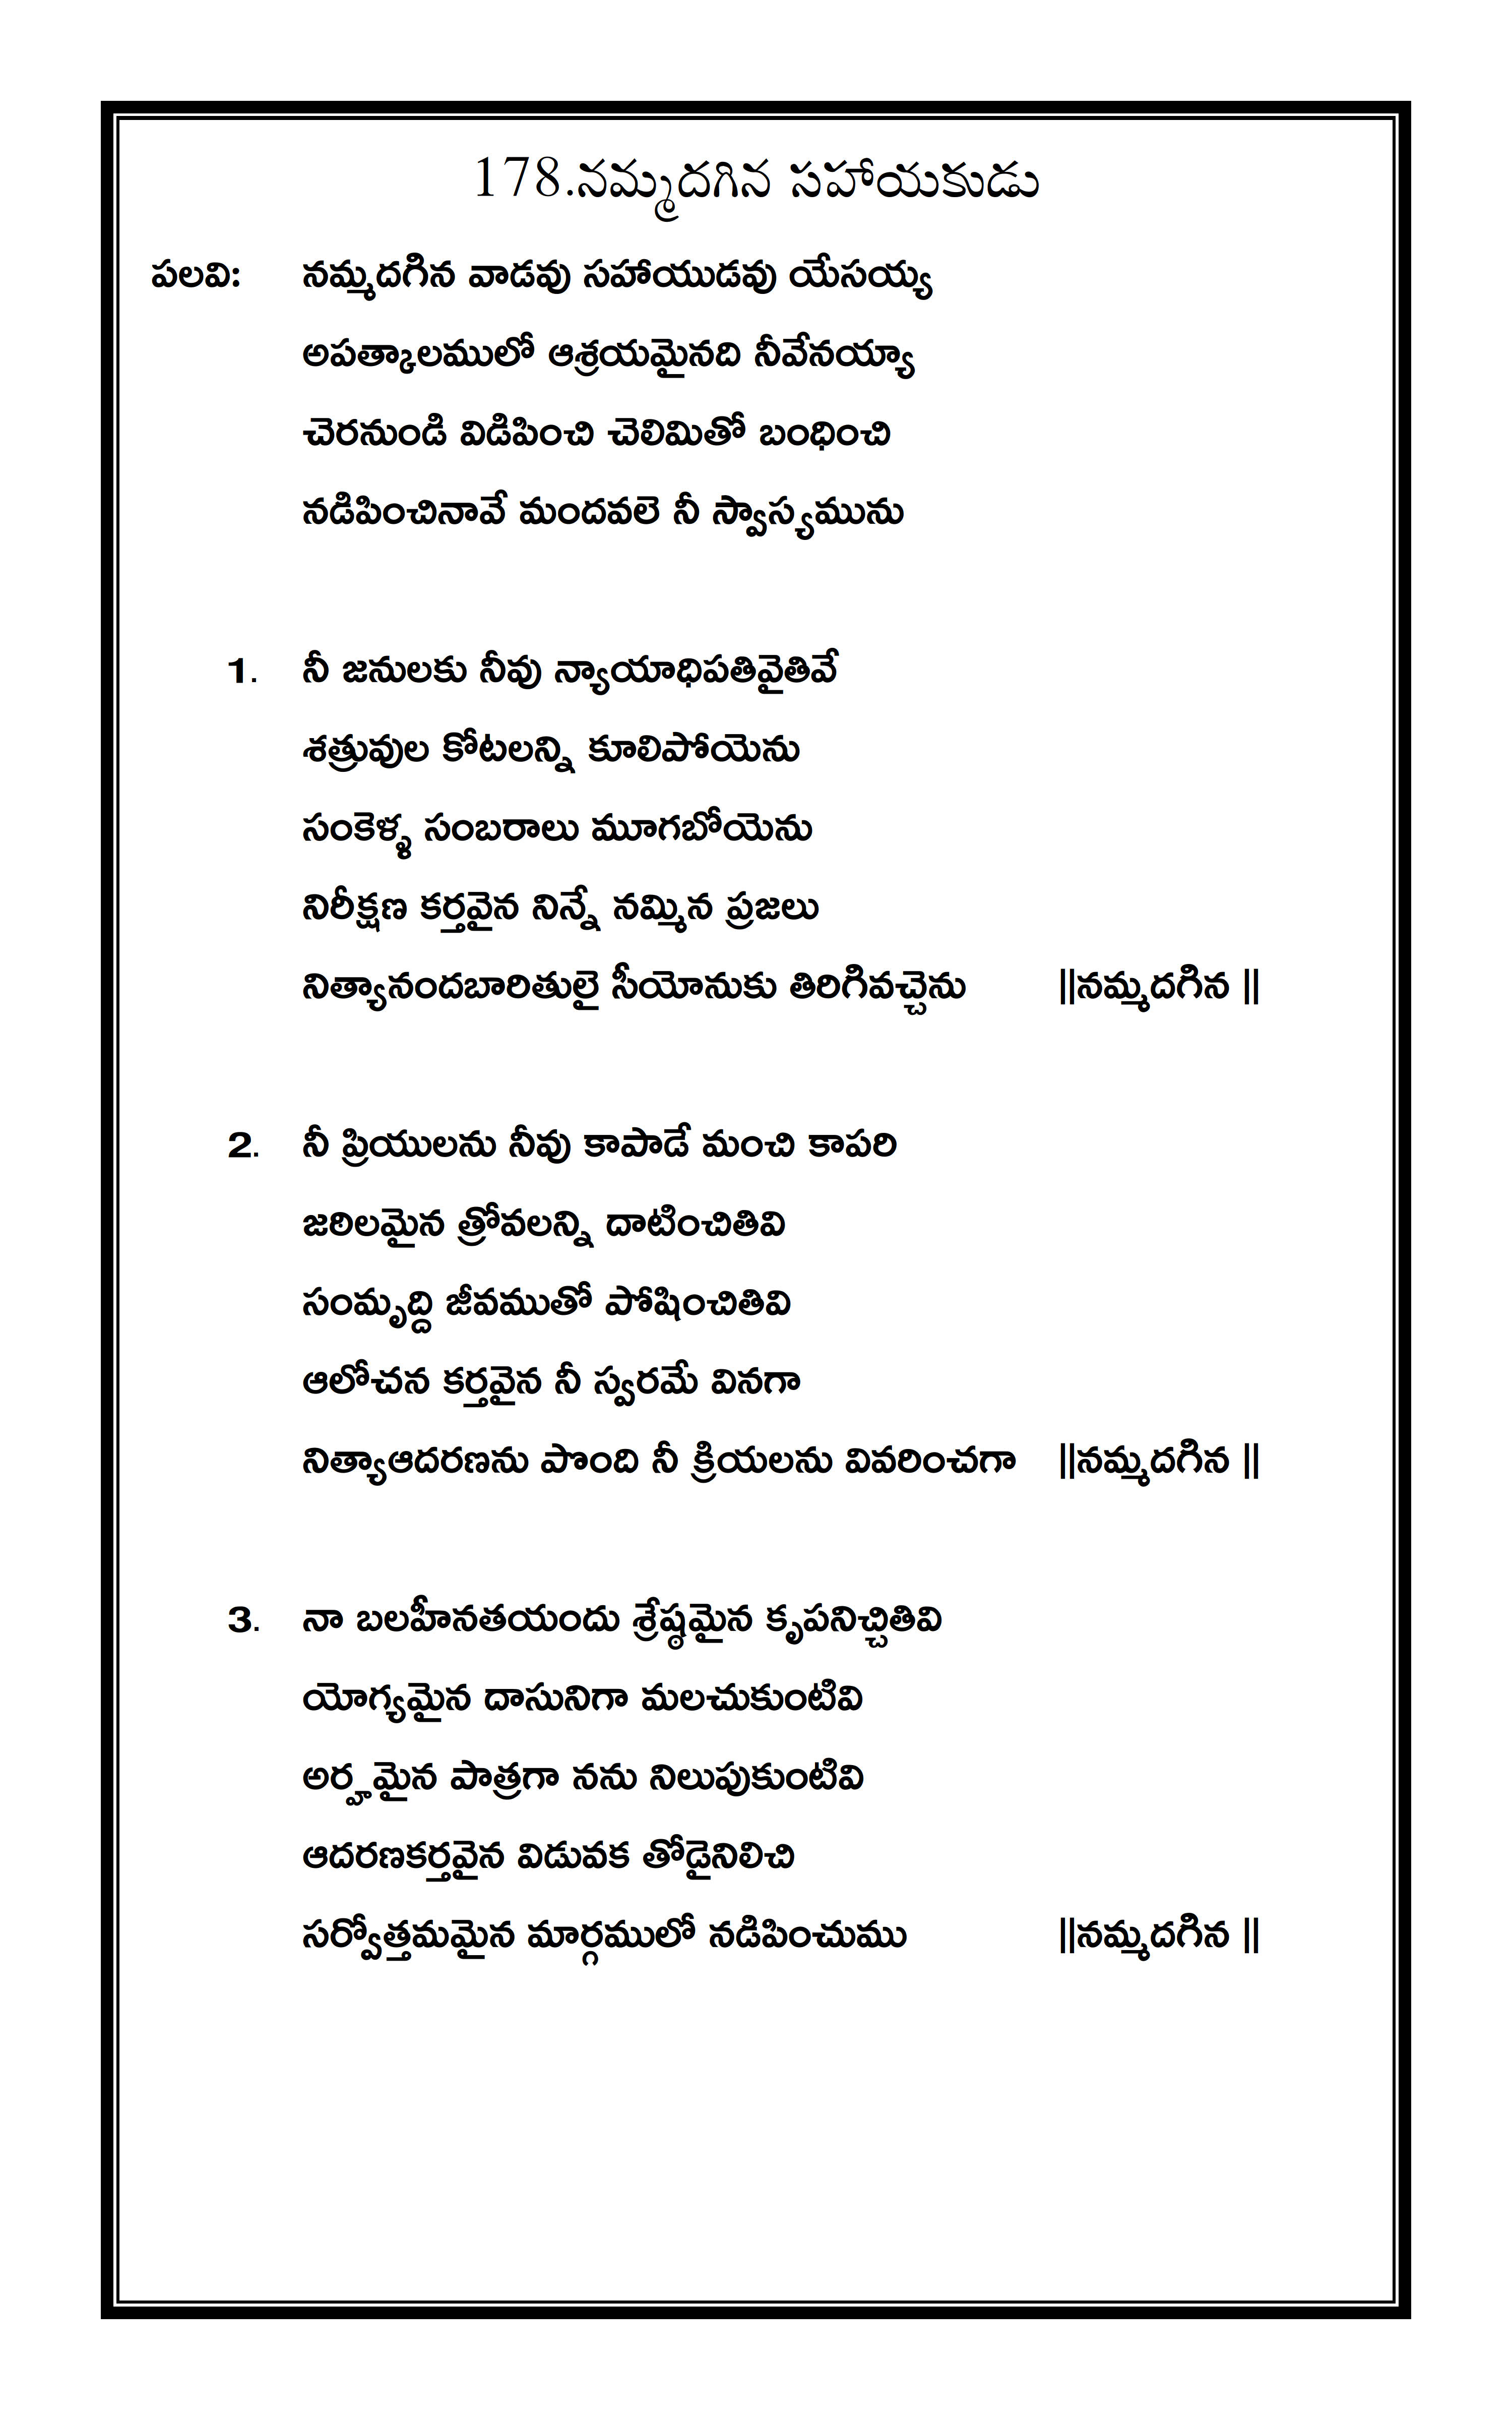 178.నమ్మదగిన సహాయకుడు
పలవి: నమ్మదగిన వాడవు సహాయుడవు యేసయ్య
అపత్కాలములో ఆశ్రయమైనది నీవేనయ్యా
చెరనుండి విడిపించి చెలిమితో బంధించి
నడిపించినావే మందవలె నీ స్వాస్యమును
1. నీ జనులకు నీవు న్యాయాధిపతివైతివే
శత్రువుల కోటలన్ని కూలిపోయెను
సంకెళ్ళ సంబరాలు మూగబోయెను
నిరీక్షణ కర్తవైన నిన్నే నమ్మిన ప్రజలు
నిత్యానందబారితులై సీయోనుకు తిరిగివచ్చెను ||నమ్మదగిన ||
2. నీ ప్రియులను నీవు కాపాడే మంచి కాపరి
జఠిలమైన త్రోవలన్ని దాటించితివి
సంమృద్ది జీవముతో పోషించితివి
ఆలోచన కర్తవైన నీ స్వరమే వినగా
నిత్యాఆదరణను పొంది నీ క్రియలను వివరించగా ||నమ్మదగిన ||
3. నా బలహీనతయందు శ్రేష్ఠమైన కృపనిచ్చితివి
యోగ్యమైన దాసునిగా మలచుకుంటివి
అర్హమైన పాత్రగా నను నిలుపుకుంటివి
ఆదరణకర్తవైన విడువక తోడైనిలిచి
సర్వోత్తమమైన మార్గములో నడిపించుము ||నమ్మదగిన ||